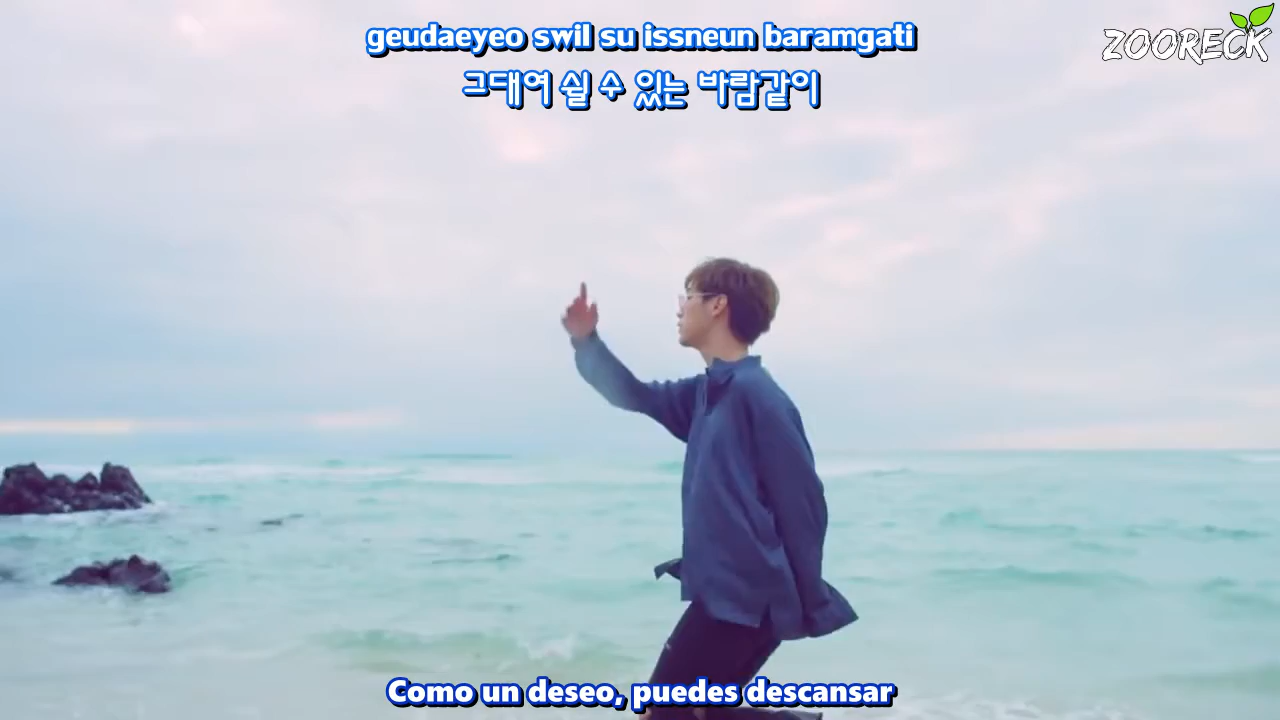 geudaeyeo swil su issneun baramgati
ZOORECK
그대여 쉴 수 있는 바람같이
Como un deseo, puedes descansar